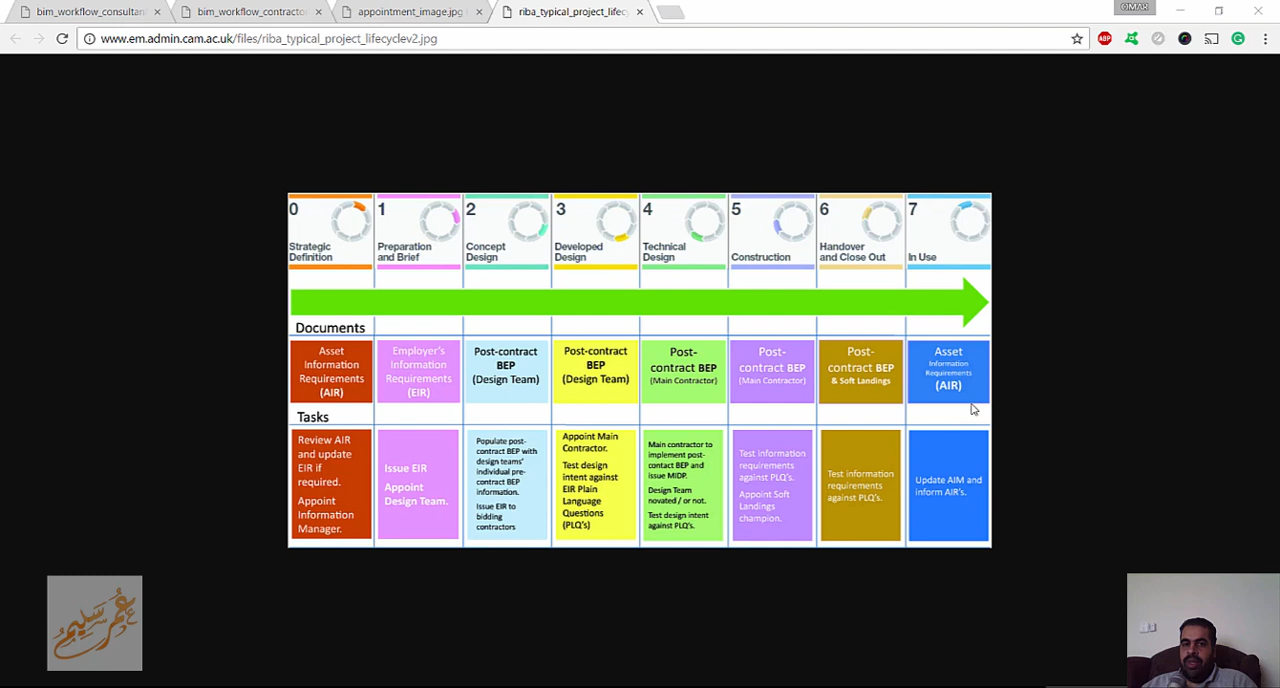 bim_workflow_consultan
bim_workflow_contracto
appointment_image.jpg
riba_typical_project_lifec
OMAR
www.em.admin.cam.ac.uk/files/riba_typical_project_lifecyclev2.jpg
ABP
0
Strategic
Definition
1
Preparation
and Brief
2
Concept
Design
3
Developed
Design
4
Technical
Design
5
Construction
6
Handover
and Close Out
7
In Use
Documents
Asset
Information
Requirements
(AIR)
Employer's
Information
Requirements
(EIR)
Post-contract
BEP
(Design Team)
Post-contract
BEP
(Design Team)
Post-
contract BEP
(Main Contractor)
Post-
contract BEP
(Main Contractor)
Post-
contract BEP
& Soft Landings
Asset
Information
Requirements
(AIR)
Tasks
Review AIR
and update
EIR if
required.
Appoint
Information
Manager.
Issue EIR
Appoint
Design Team.
Populate post-
contract BEP with
design teams'
individual pre-
contract BEP
information.
Issue EIR to
bidding
contractors
Appoint Main
Contractor.
Test design
intent against
EIR Plain
Language
Questions
(PLQ's)
Main contractor to
implement post-
contact BEP and
issue MIDP.
Design Team
novated / or not.
Test design intent
against PLQ's.
Test information
requirements
against PLQ's.
Appoint Soft
Landings
champion.
Test information
requirements
against PLQ's.
Update AIM and
inform AIR's.
عمر سليم